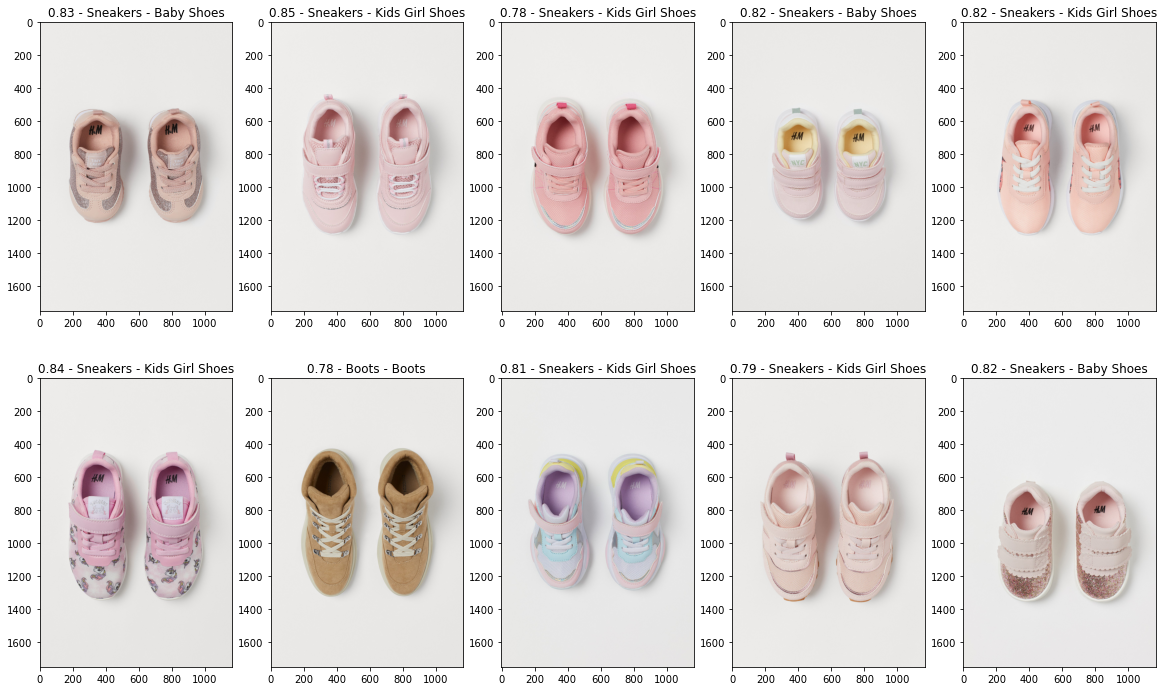 0.83 - Sneakers - Baby Shoes
0.85 - Sneakers - Kids Girl Shoes
0.78 - Sneakers - Kids Girl Shoes
0.82 - Sneakers - Baby Shoes
0.82 - Sneakers - Kids Girl Shoes
0 200 400 600 800 1000 1200 1400 1600
0 200 400 600 800 1000 1200 1400 1600
0 200 400 600 800 1000 1200 1400 1600
0 200 400 600 800 1000 1200 1400 1600
0 200 400 600 800 1000 1200 1400 1600
H&M
H&M
H&M
H&M
H&M
H&M
0 200 400 600 800 1000
0 200 400 600 800 1000
0 200 400 600 800 1000
0 200 400 600 800 1000
0 200 400 600 800 1000
0.84 - Sneakers - Kids Girl Shoes
0.78 - Boots - Boots
0.81 - Sneakers - Kids Girl Shoes
0.79 - Sneakers - Kids Girl Shoes
0.82 - Sneakers - Baby Shoes
0 200 400 600 800 1000 1200 1400 1600
0 200 400 600 800 1000 1200 1400 1600
0 200 400 600 800 1000 1200 1400 1600
0 200 400 600 800 1000 1200 1400 1600
0 200 400 600 800 1000 1200 1400 1600
H&M
H&M
H&M
H&M
0 200 400 600 800 1000
0 200 400 600 800 1000
0 200 400 600 800 1000
0 200 400 600 800 1000
0 200 400 600 800 1000